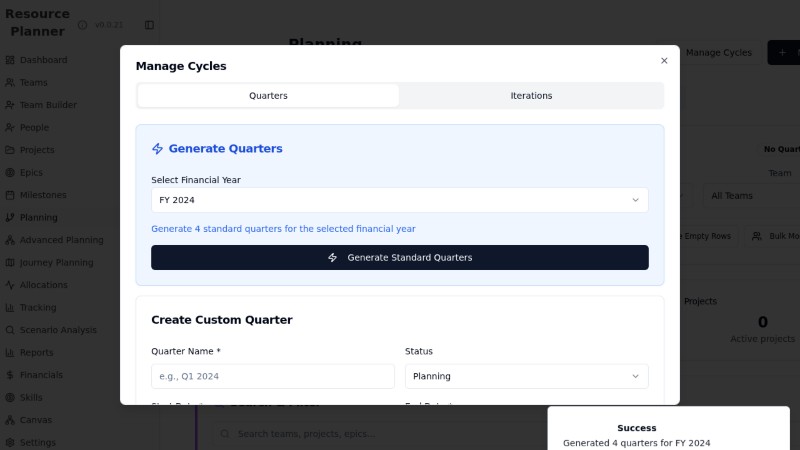 Resource
Planner
v0.0.21
Dashboard
Teams
Team Builder
People
Projects
Epics
Milestones
Planning
Advanced Planning
Journey Planning
Allocations
Tracking
Scenario Analysis
Reports
Financials
Skills
Canvas
Settings
Planning
Manage Cycles
No Quart
Team
All Teams
e Empty Rows
Bulk Mo
Projects
0
Active projects
Search teams, projects, epics...
Manage Cycles
Quarters
Iterations
Generate Quarters
Select Financial Year
FY 2024
Generate 4 standard quarters for the selected financial year
Generate Standard Quarters
Create Custom Quarter
Quarter Name *
Status
e.g., Q1 2024
Planning
Success
Generated 4 quarters for FY 2024